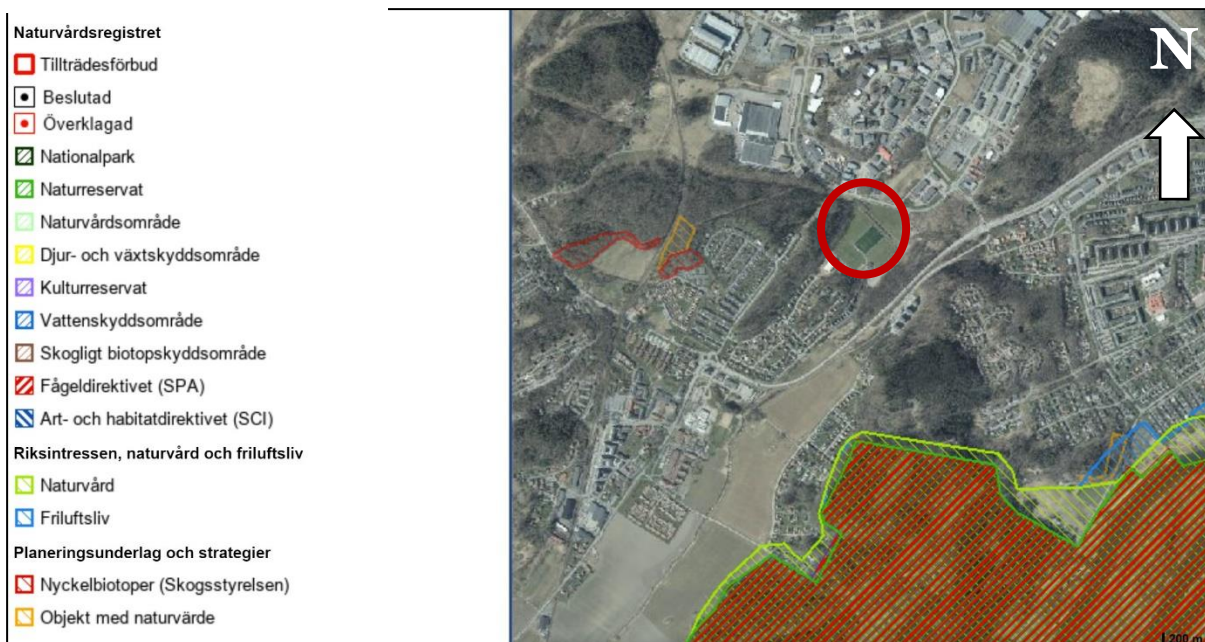 Naturvårdsregistret
Tillträdesförbud
Beslutad
Överklagad
Nationalpark
Naturreservat
Naturvårdsområde
Djur- och växtskyddsområde
Kulturreservat
Vattenskyddsområde
Skogligt biotopskyddsområde
Fågeldirektivet (SPA)
Art- och habitatdirektivet (SCI)
Riksintressen, naturvård och friluftsliv
Naturvård
Friluftsliv
Planeringsunderlag och strategier
Nyckelbiotoper (Skogsstyrelsen)
Objekt med naturvärde
N
200 m